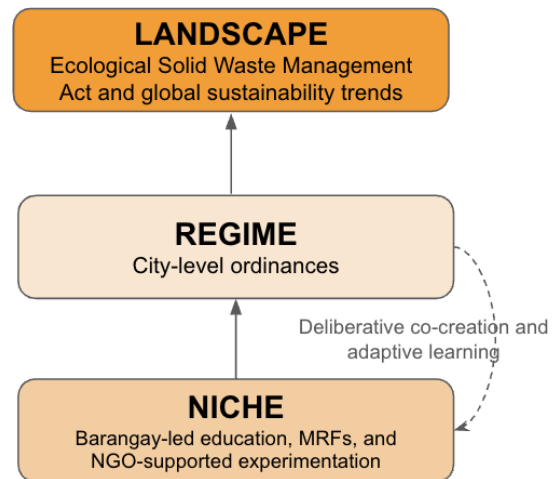 LANDSCAPE
Ecological Solid Waste Management
Act and global sustainability trends
REGIME
City-level ordinances
Deliberative co-creation and
adaptive learning
NICHE
Barangay-led education, MRFs, and
NGO-supported experimentation